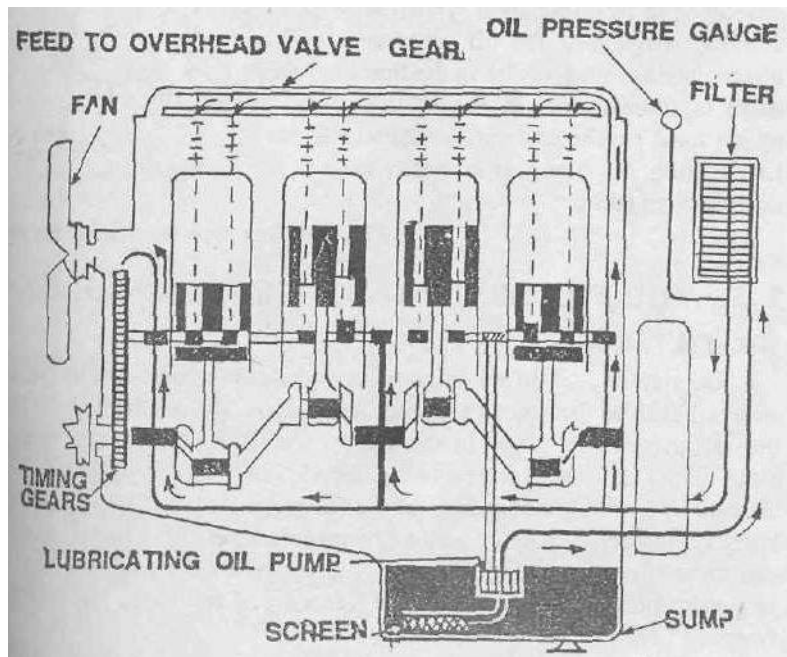 OIL PRESSURE GAUGE
FEED TO OVERHEAD VALVE GEAR
FILTER
FAN
TIMING
GEARS
LUBRICATING OIL PUMP
SCREEN
SUMP